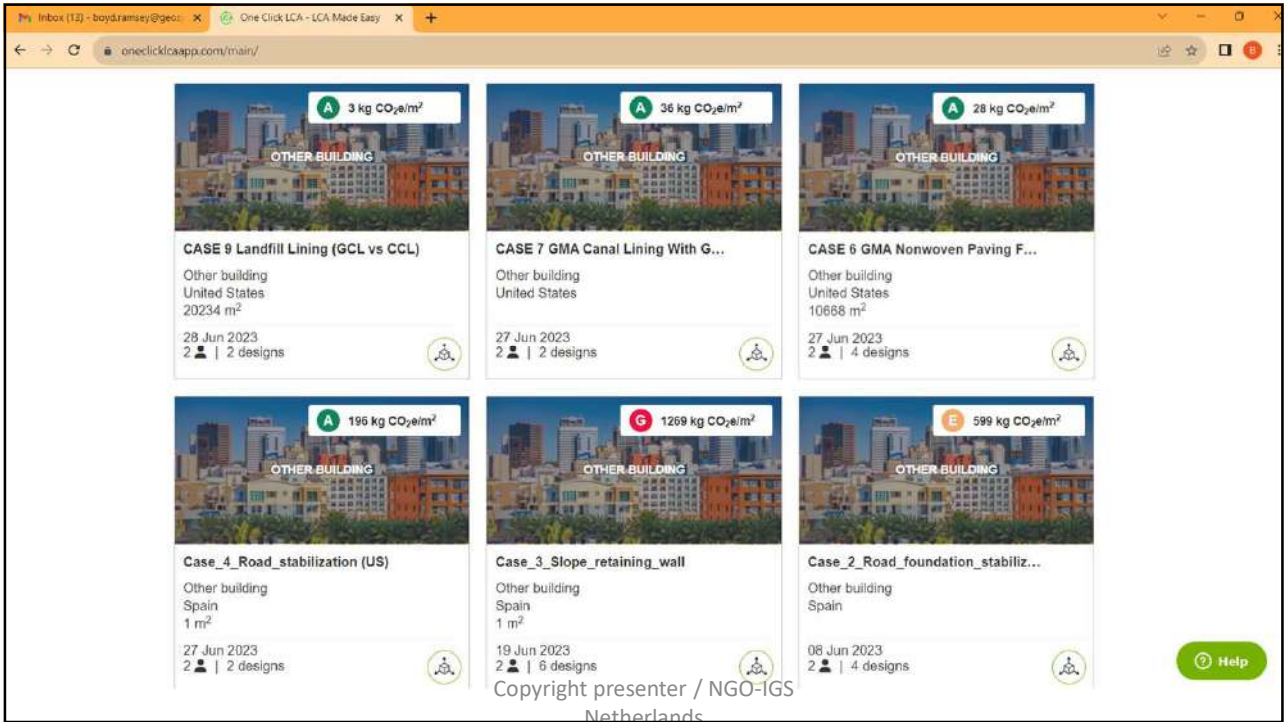 Inbox (13) - boyd.ramsey@geos
One Click LCA - LCA Made Easy
oneclicklcaapp.com/main/
B
A 3 kg CO₂e/m²
OTHER BUILDING
CASE 9 Landfill Lining (GCL vs CCL)
Other building
United States
20234 m²
28 Jun 2023
2 | 2 designs
A 36 kg CO₂e/m²
OTHER BUILDING
CASE 7 GMA Canal Lining With G...
Other building
United States
27 Jun 2023
2 | 2 designs
A 28 kg CO₂e/m²
OTHER BUILDING
CASE 6 GMA Nonwoven Paving F...
Other building
United States
10668 m²
27 Jun 2023
2 | 4 designs
A 196 kg CO₂e/m²
OTHER BUILDING
Case_4_Road_stabilization (US)
Other building
Spain
1 m²
27 Jun 2023
2 | 2 designs
G 1269 kg CO₂e/m²
OTHER BUILDING
Case_3_Slope_retaining_wall
Other building
Spain
1 m²
19 Jun 2023
2 | 6 designs
E 599 kg CO₂e/m²
OTHER BUILDING
Case_2_Road_foundation_stabiliz...
Other building
Spain
08 Jun 2023
2 | 4 designs
? Help
Copyright presenter / NGO-IGS
Netherlands